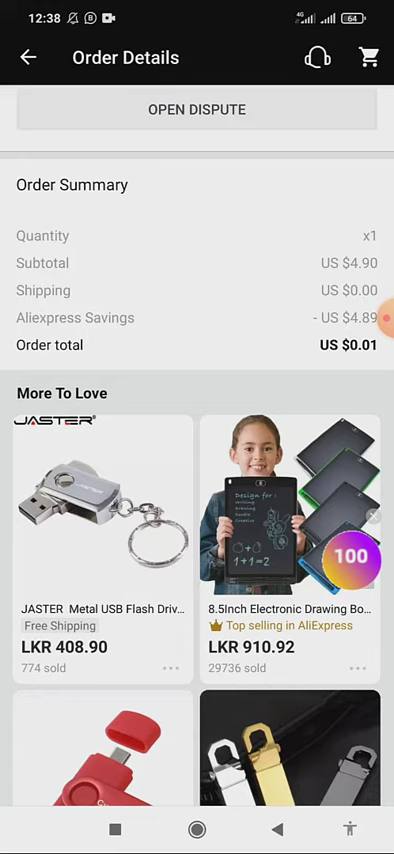 12:38
4G
64
Order Details
OPEN DISPUTE
Order Summary
Quantity x1
Subtotal US $4.90
Shipping US $0.00
Aliexpress Savings - US $4.89
Order total US $0.01
More To Love
JASTER
JASTER
Design for :
1+1=2
100
JASTER Metal USB Flash Driv...
Free Shipping
LKR 408.90
774 sold
8.5Inch Electronic Drawing Bo...
Top selling in AliExpress
LKR 910.92
29736 sold